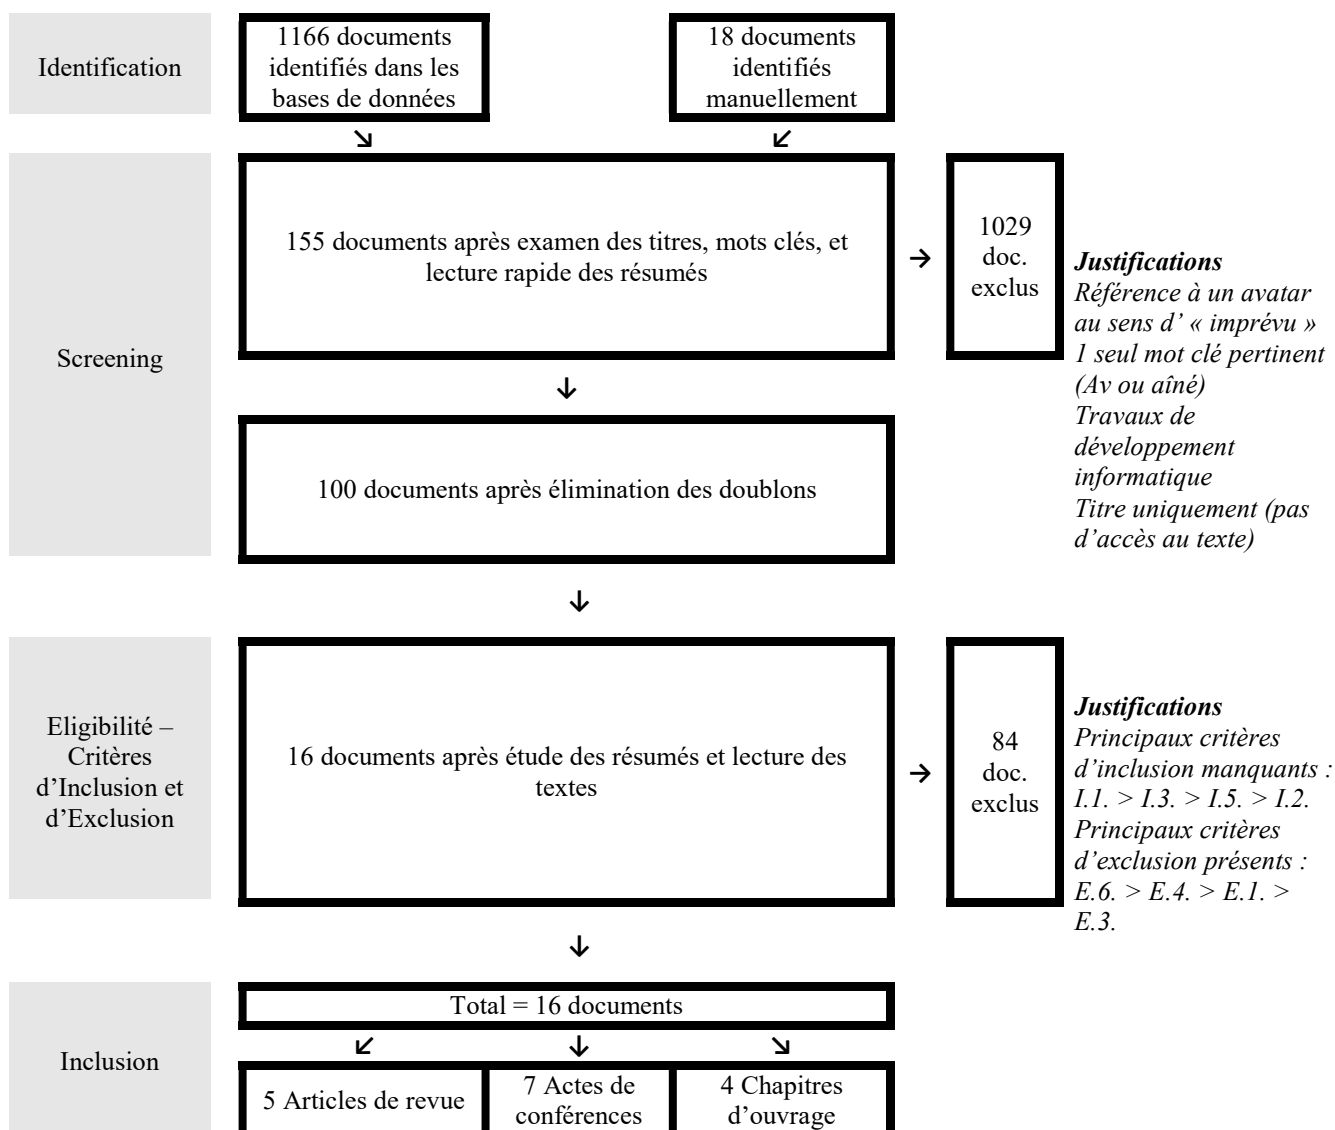 Identification
1166 documents
identifiés dans les
bases de données
18 documents
identifiés
manuellement
↘
↙
Screening
155 documents après examen des titres, mots clés, et
lecture rapide des résumés
→
1029
doc.
exclus
Justifications
Référence à un avatar
au sens d’ « imprévu »
1 seul mot clé pertinent
(Av ou aîné)
Travaux de
développement
informatique
Titre uniquement (pas
d’accès au texte)
↓
100 documents après élimination des doublons
↓
Eligibilité –
Critères
d’Inclusion et
d’Exclusion
16 documents après étude des résumés et lecture des
textes
→
84
doc.
exclus
Justifications
Principaux critères
d’inclusion manquants :
I.1. > I.3. > I.5. > I.2.
Principaux critères
d’exclusion présents :
E.6. > E.4. > E.1. >
E.3.
↓
Inclusion
Total = 16 documents
↙
↓
↘
5 Articles de revue
7 Actes de
conférences
4 Chapitres
d’ouvrage